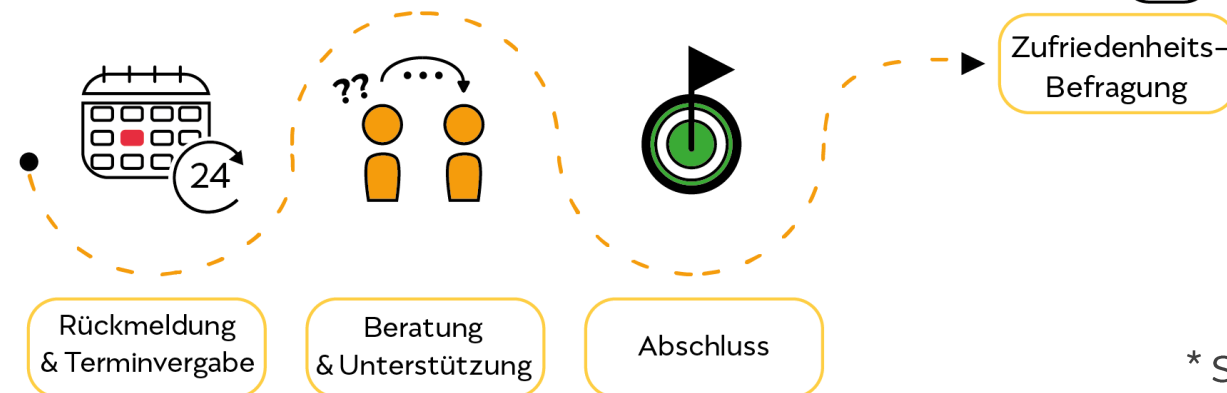 Zufriedenheits-
Befragung
??
24
Rückmeldung
& Terminvergabe
Beratung
& Unterstützung
Abschluss
* S